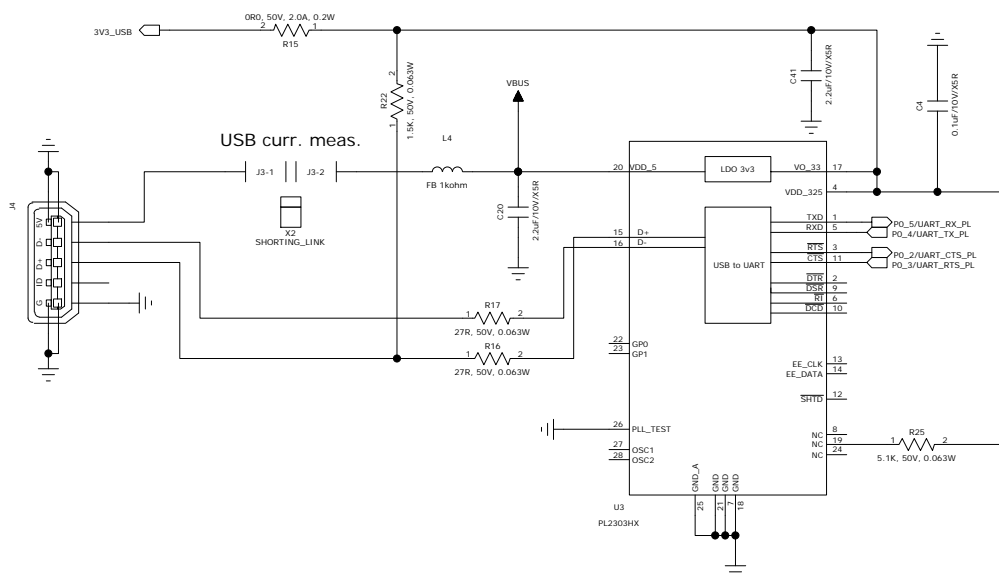 0R0, 50V, 2.0A, 0.2W
3V3_USB
2
1
R15
2
R22
1
1.5K, 50V, 0.063W
VBUS
C41
2.2uF/10V/X5R
C4
0.1uF/10V/X5R
USB curr. meas.
L4
J3-1
J3-2
FB 1kohm
X2
SHORTING_LINK
C20
2.2uF/10V/X5R
20
VDD_5
LDO 3v3
VO_33
17
VDD_325
4
J4
5V
D-
D+
ID
G
15
D+
16
D-
USB to UART
TXD
1
P0_5/UART_RX_PL
RXD
5
P0_4/UART_TX_PL
RTS
3
P0_2/UART_CTS_PL
CTS
11
P0_3/UART_RTS_PL
DTR
2
DSR
9
RI
6
DCD
10
R17
1
2
27R, 50V, 0.063W
R16
1
2
27R, 50V, 0.063W
22
GP0
23
GP1
EE_CLK
13
EE_DATA
14
SHTD
12
26
PLL_TEST
27
OSC1
28
OSC2
NC
8
NC
19
NC
24
R25
1
2
5.1K, 50V, 0.063W
GND_A
GND
GND
GND
25
21
7
18
U3
PL2303HX